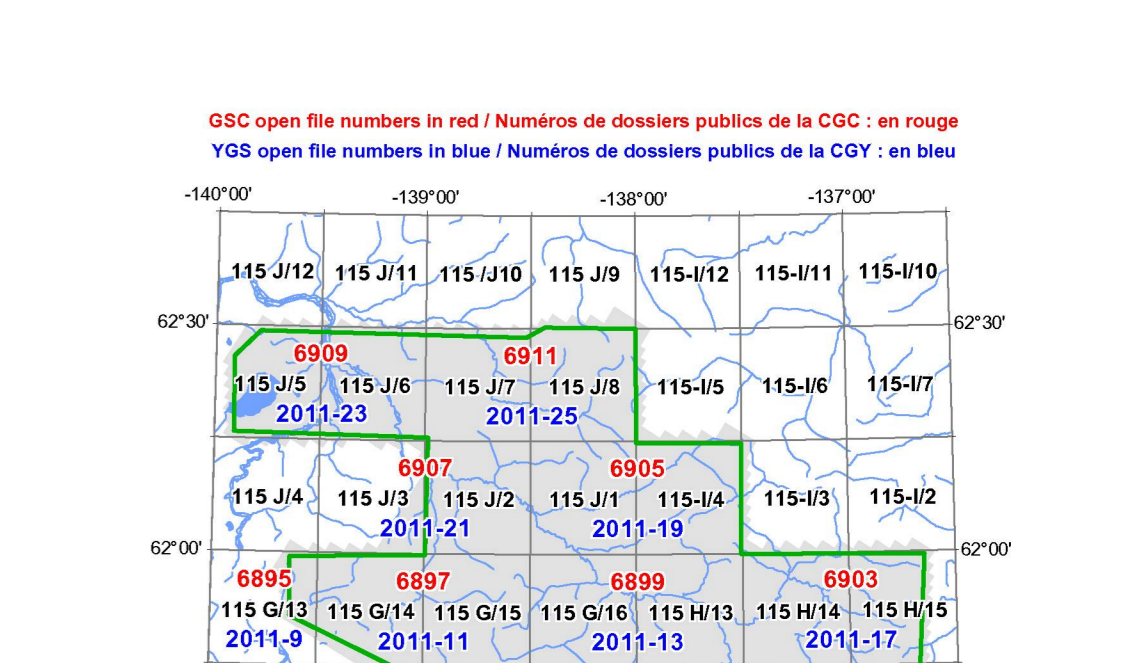 GSC open file numbers in red / Numéros de dossiers publics de la CGC : en rouge
YGS open file numbers in blue / Numéros de dossiers publics de la CGY : en bleu
-140°00' -139°00' -138°00' -137°00'
115 J/12 115 J/11 115 /J10 115 J/9 115-I/12 115-I/11 115-I/10
62°30' 62°30'
6909 6911
115 J/5 115 J/6 115 J/7 115 J/8 115-I/5 115-I/6 115-I/7
2011-23 2011-25
6907 6905
115 J/4 115 J/3 115 J/2 115 J/1 115-I/4 115-I/3 115-I/2
2011-21 2011-19
62°00' 62°00'
6895 6897 6899 6903
115 G/13 115 G/14 115 G/15 115 G/16 115 H/13 115 H/14 115 H/15
2011-9 2011-11 2011-13 2011-17